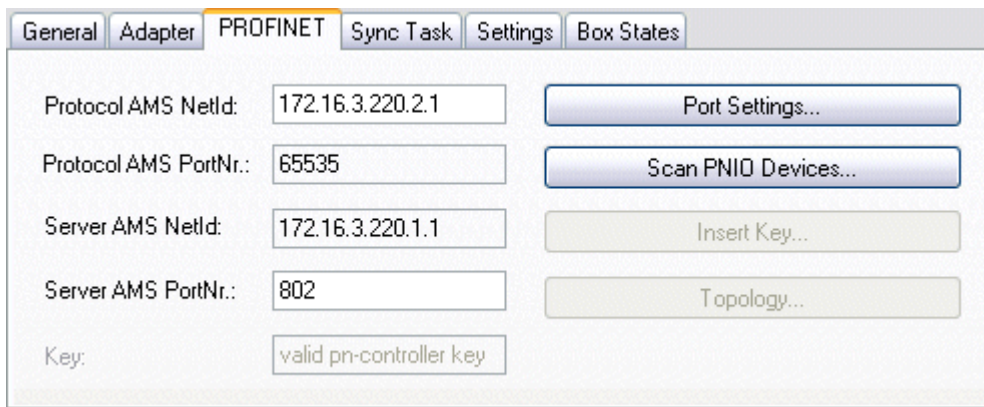 General Adapter PROFINET Sync Task Settings Box States
Protocol AMS NetId: 172.16.3.220.2.1 Port Settings...
Protocol AMS PortNr.: 65535 Scan PNIO Devices...
Server AMS NetId: 172.16.3.220.1.1 Insert Key...
Server AMS PortNr.: 802 Topology...
Key: valid pn-controller key